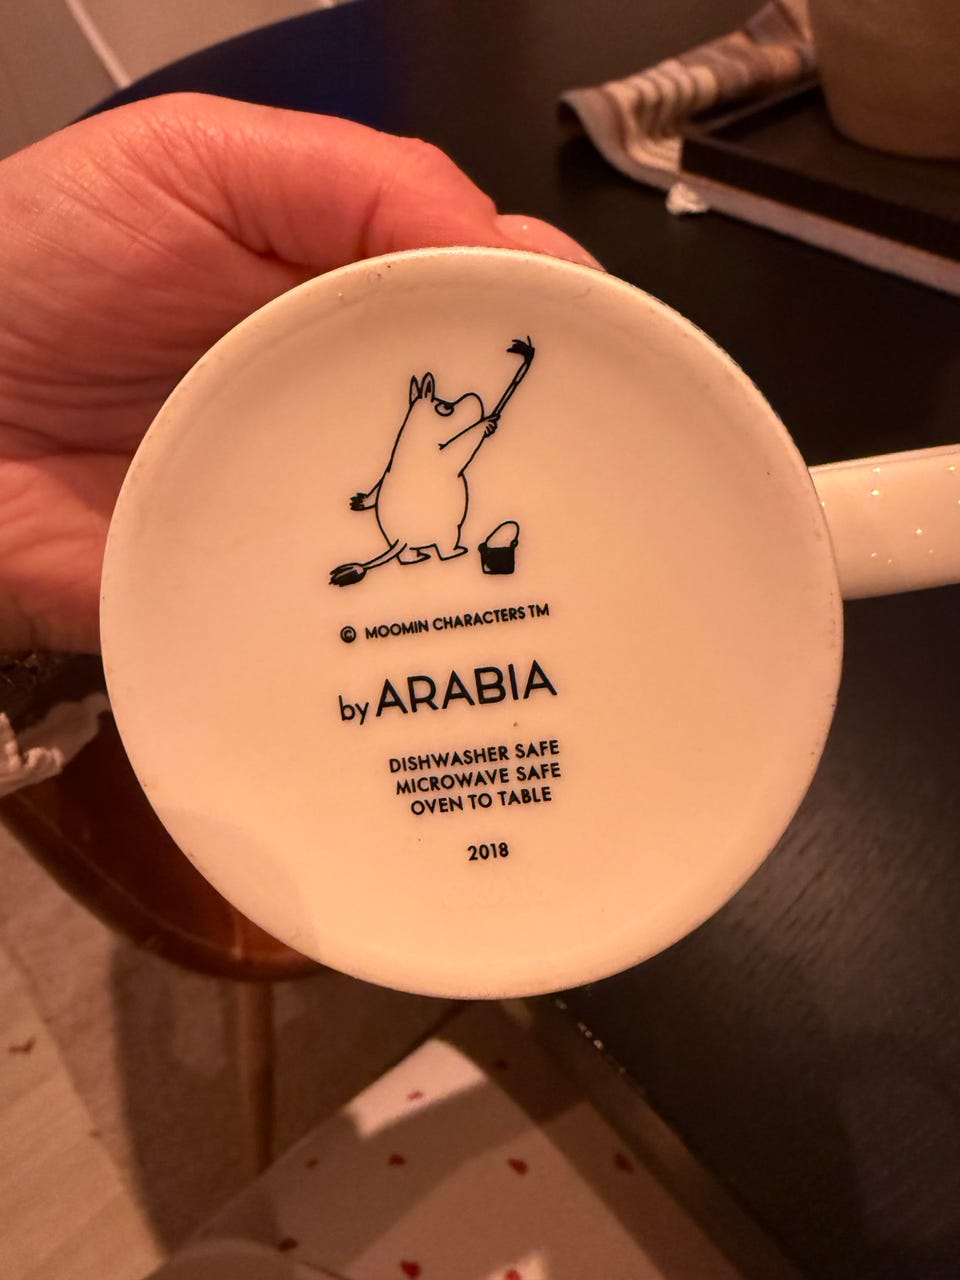 © MOOMIN CHARACTERS TM
by ARABIA
DISHWASHER SAFE
MICROWAVE SAFE
OVEN TO TABLE
2018